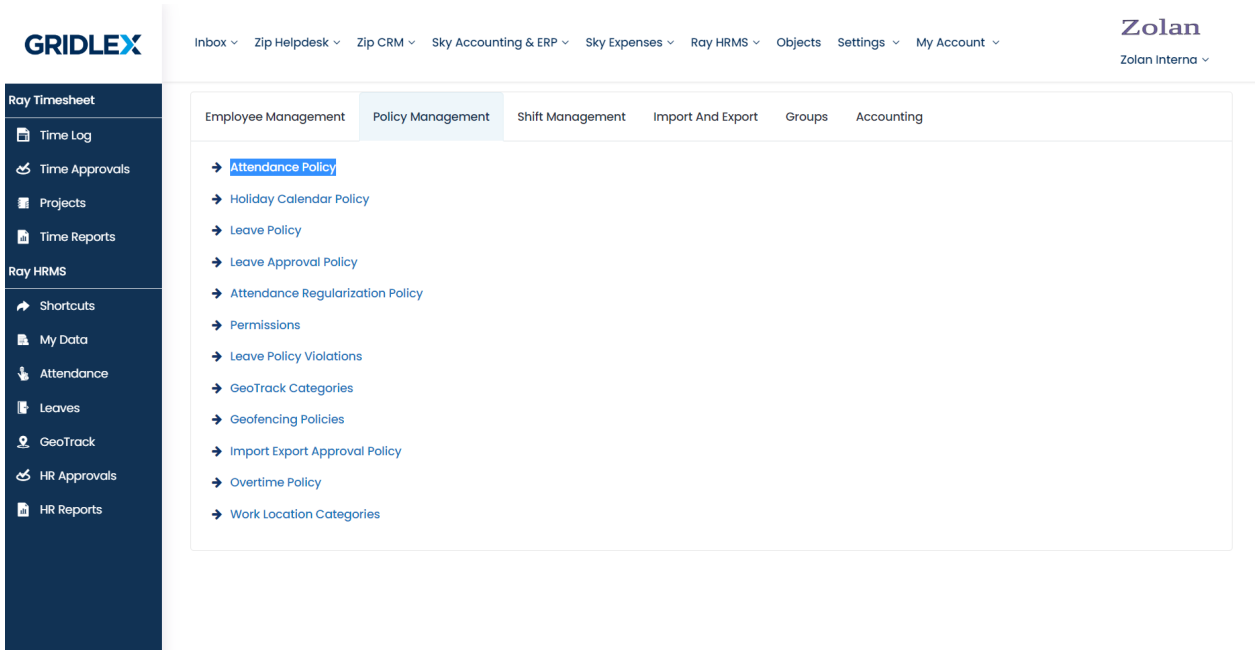 GRIDLEX
Inbox Zip Helpdesk Zip CRM Sky Accounting & ERP Sky Expenses Ray HRMS Objects Settings My Account
Zolan
Zolan Interna
Ray Timesheet
Time Log
Time Approvals
Projects
Time Reports
Ray HRMS
Shortcuts
My Data
Attendance
Leaves
GeoTrack
HR Approvals
HR Reports
Employee Management Policy Management Shift Management Import And Export Groups Accounting
Attendance Policy
Holiday Calendar Policy
Leave Policy
Leave Approval Policy
Attendance Regularization Policy
Permissions
Leave Policy Violations
GeoTrack Categories
Geofencing Policies
Import Export Approval Policy
Overtime Policy
Work Location Categories